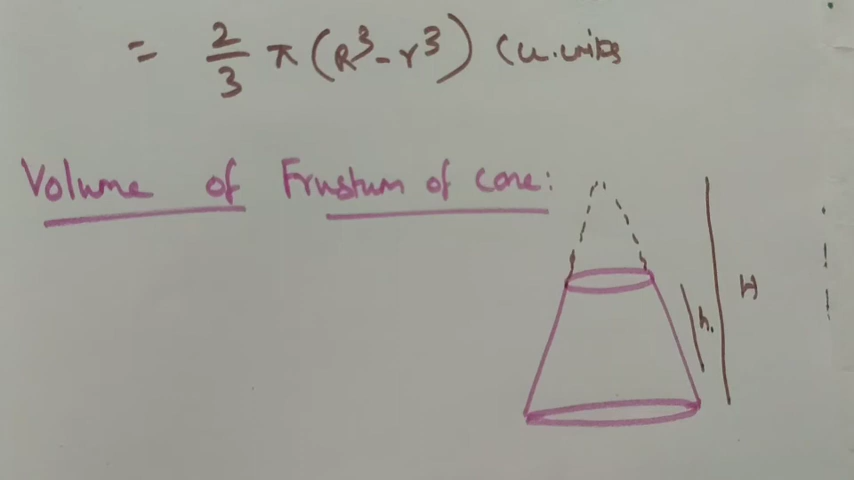 = 2/3 π (R³ - r³) Cu. units
Volume of Frustum of cone:
H
h.